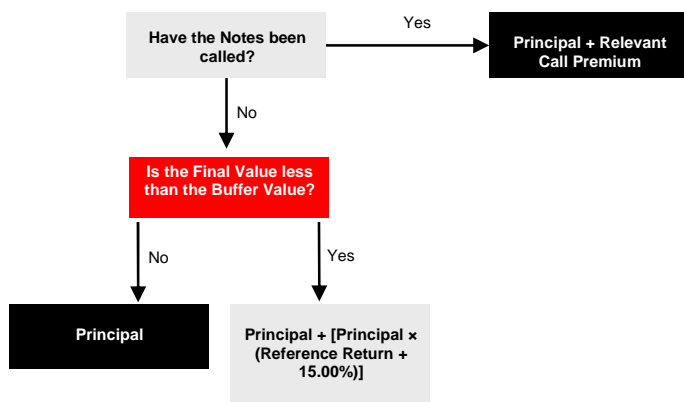 Have the Notes been
called?
Yes
Principal + Relevant
Call Premium
No
Is the Final Value less
than the Buffer Value?
No
Yes
Principal
Principal + [Principal ×
(Reference Return +
15.00%)]